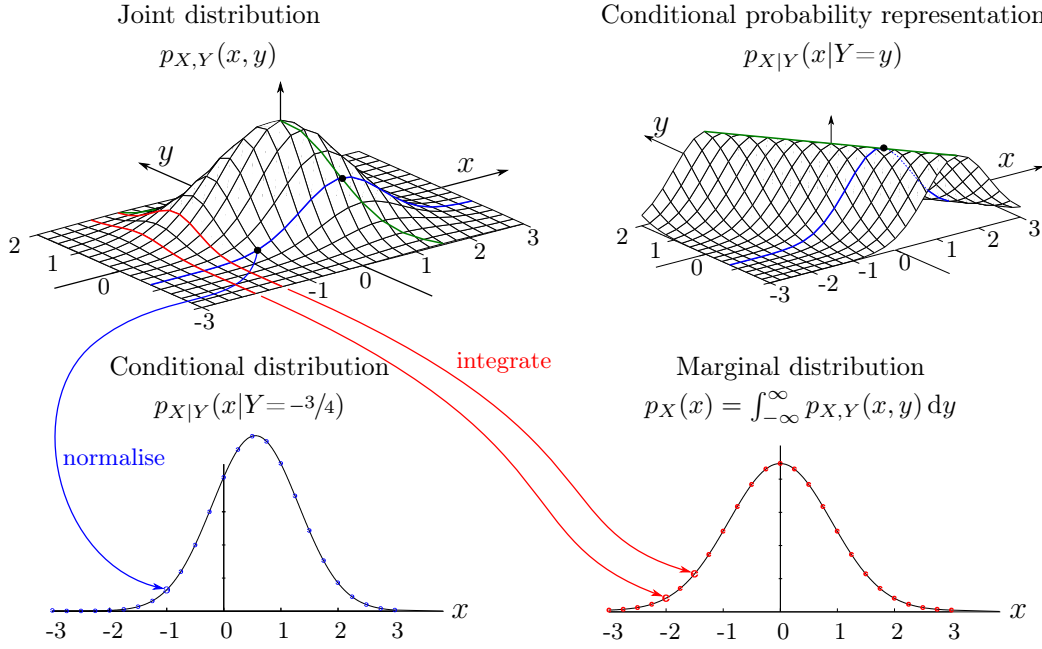 Joint distribution
p_{X,Y}(x, y)
y
x
2
1
0
-3
-1
0
1
2
3
Conditional probability representation
p_{X|Y}(x|Y=y)
y
x
2
1
0
-1
-3
-2
-1
0
1
2
3
Conditional distribution
p_{X|Y}(x|Y=-3/4)
normalise
x
-3
-2
-1
0
1
2
3
integrate
Marginal distribution
p_X(x) = ∫_{-∞}^{∞} p_{X,Y}(x, y) dy
x
-3
-2
-1
0
1
2
3